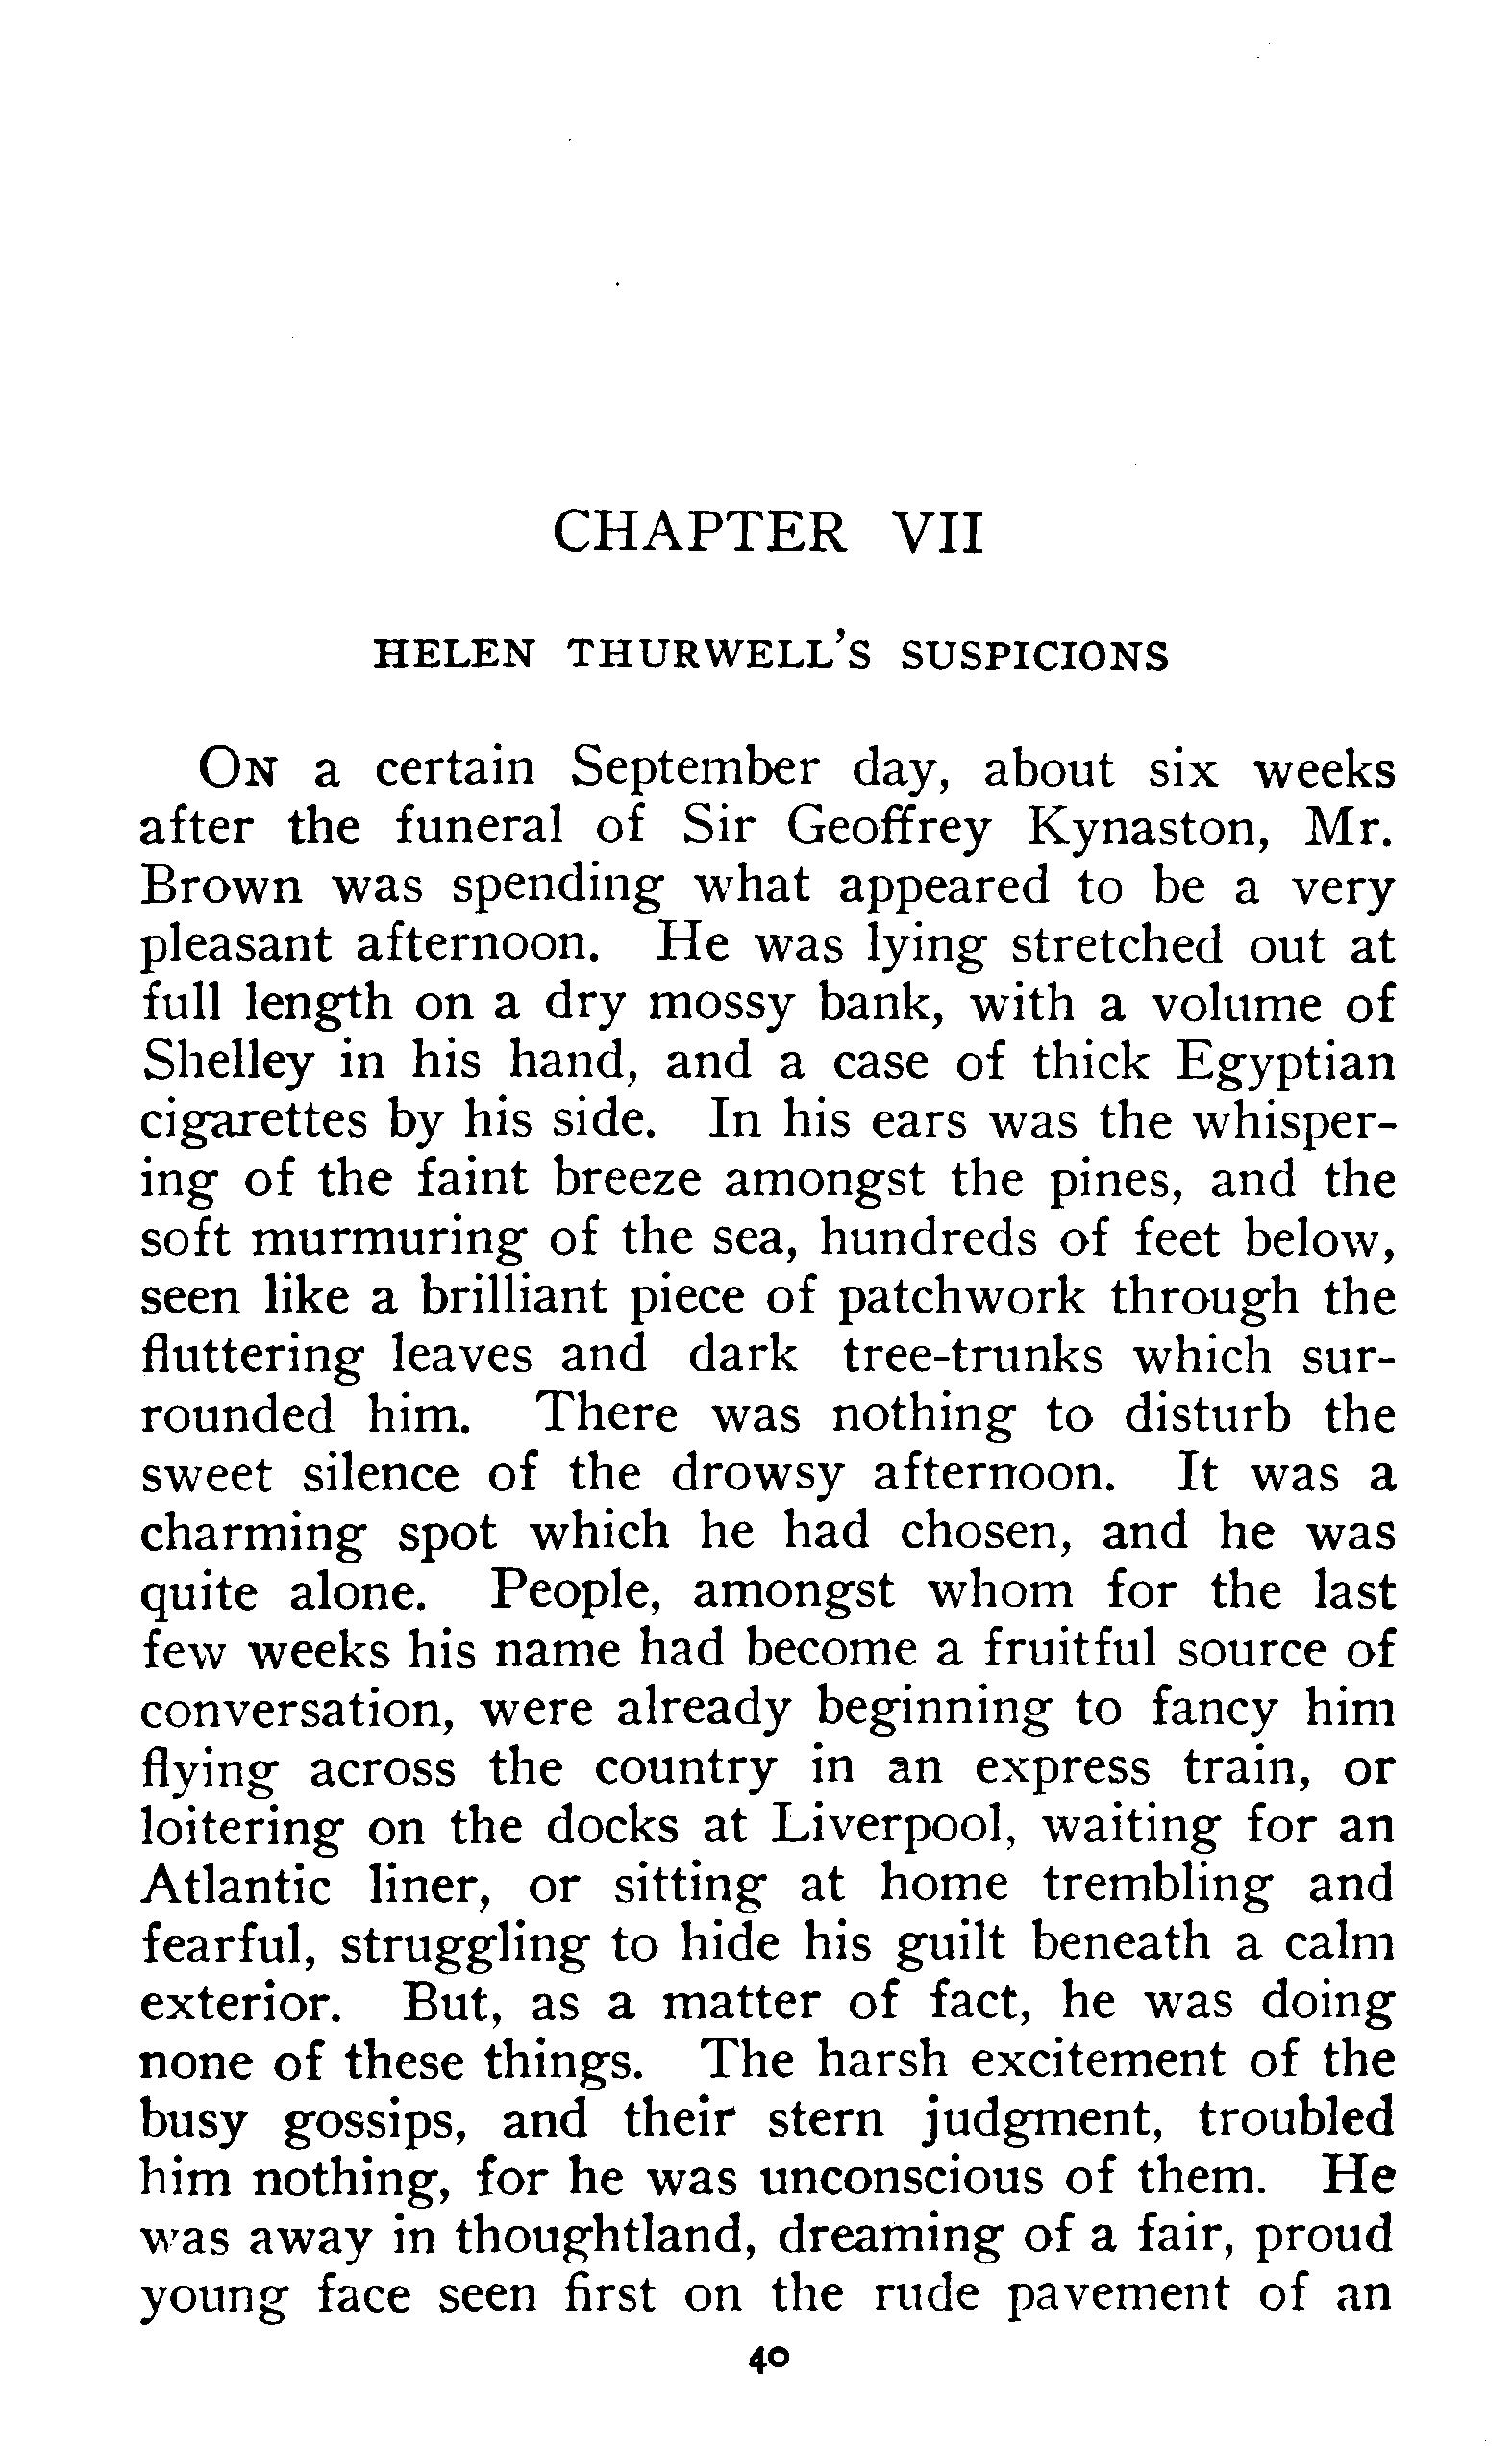 CHAPTER VII
HELEN THURWELL'S SUSPICIONS
ON a certain September day, about six weeks
after the funeral of Sir Geoffrey Kynaston, Mr.
Brown was spending what appeared to be a very
pleasant afternoon. He was lying stretched out at
full length on a dry mossy bank, with a volume of
Shelley in his hand, and a case of thick Egyptian
cigarettes by his side. In his ears was the whisper-
ing of the faint breeze amongst the pines, and the
soft murmuring of the sea, hundreds of feet below,
seen like a brilliant piece of patchwork through the
fluttering leaves and dark tree-trunks which sur-
rounded him. There was nothing to disturb the
sweet silence of the drowsy afternoon. It was a
charming spot which he had chosen, and he was
quite alone. People, amongst whom for the last
few weeks his name had become a fruitful source of
conversation, were already beginning to fancy him
flying across the country in an express train, or
loitering on the docks at Liverpool, waiting for an
Atlantic liner, or sitting at home trembling and
fearful, struggling to hide his guilt beneath a calm
exterior. But, as a matter of fact, he was doing
none of these things. The harsh excitement of the
busy gossips, and their stern judgment, troubled
him nothing, for he was unconscious of them. He
was away in thoughtland, dreaming of a fair, proud
young face seen first on the rude pavement of an
40